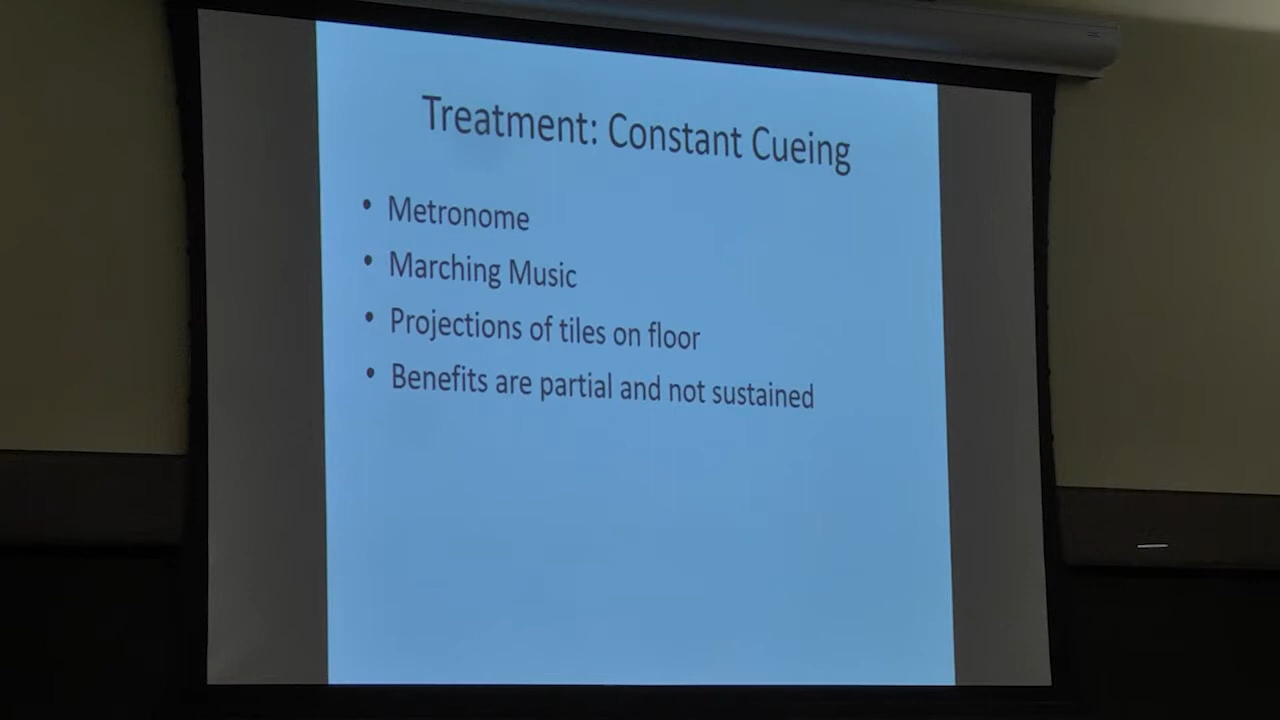 Treatment: Constant Cueing
• Metronome
• Marching Music
• Projections of tiles on floor
• Benefits are partial and not sustained